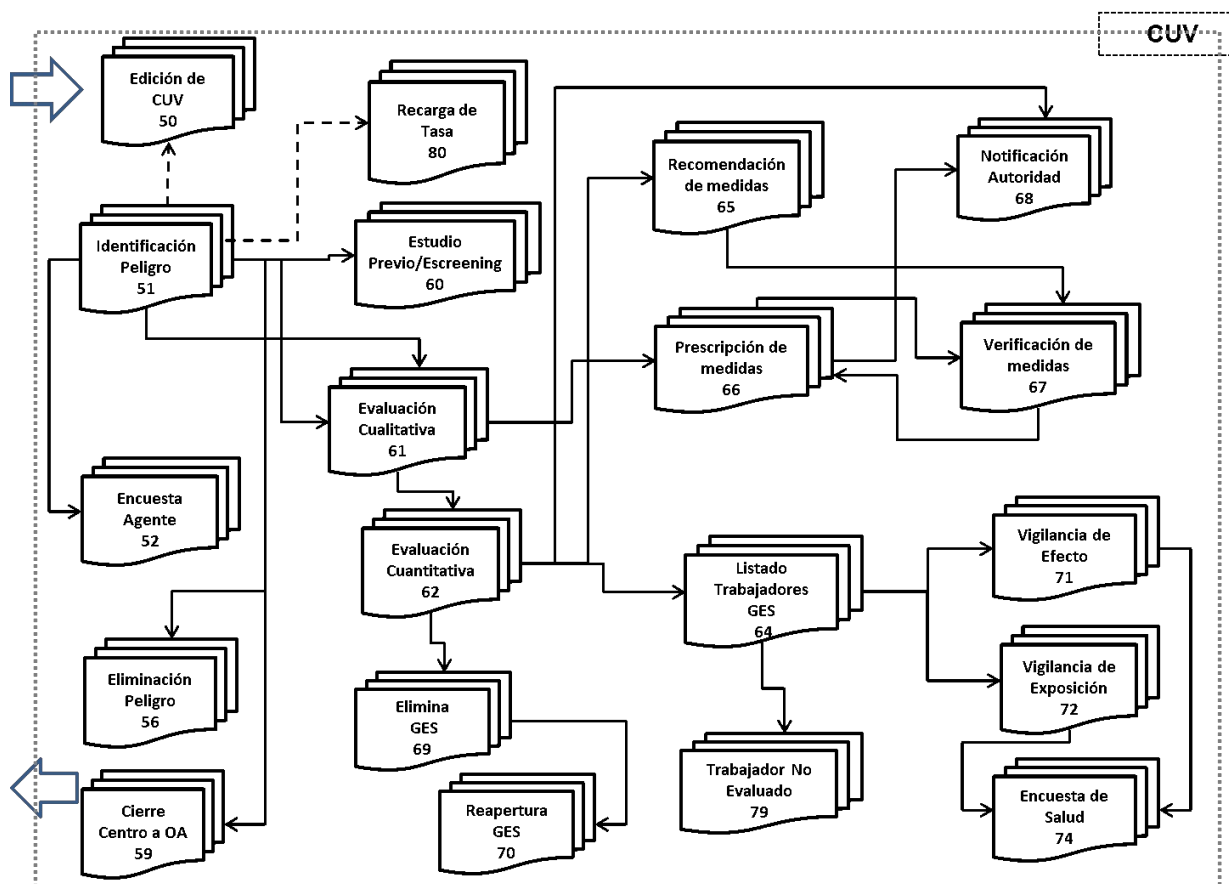 CUV
Edición de
CUV
50
Recarga de
Tasa
80
Recomendación
de medidas
65
Notificación
Autoridad
68
Identificación
Peligro
51
Estudio
Previo/Escreening
60
Prescripción de
medidas
66
Verificación de
medidas
67
Evaluación
Cualitativa
61
Encuesta
Agente
52
Evaluación
Cuantitativa
62
Listado
Trabajadores
GES
64
Vigilancia de
Efecto
71
Eliminación
Peligro
56
Elimina
GES
69
Vigilancia de
Exposición
72
Cierre
Centro a OA
59
Reapertura
GES
70
Trabajador No
Evaluado
79
Encuesta de
Salud
74